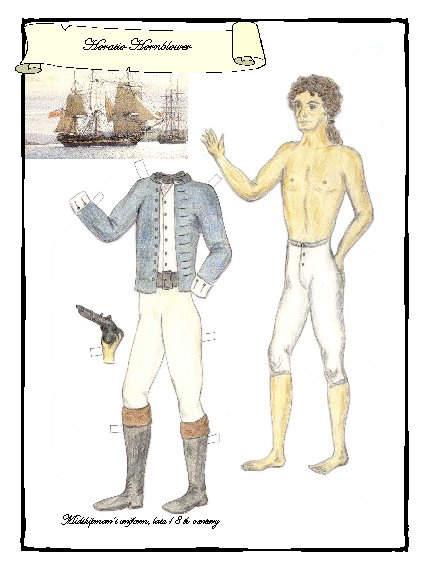 Horatio Hornblower
Midshipman's uniform, late 18th century